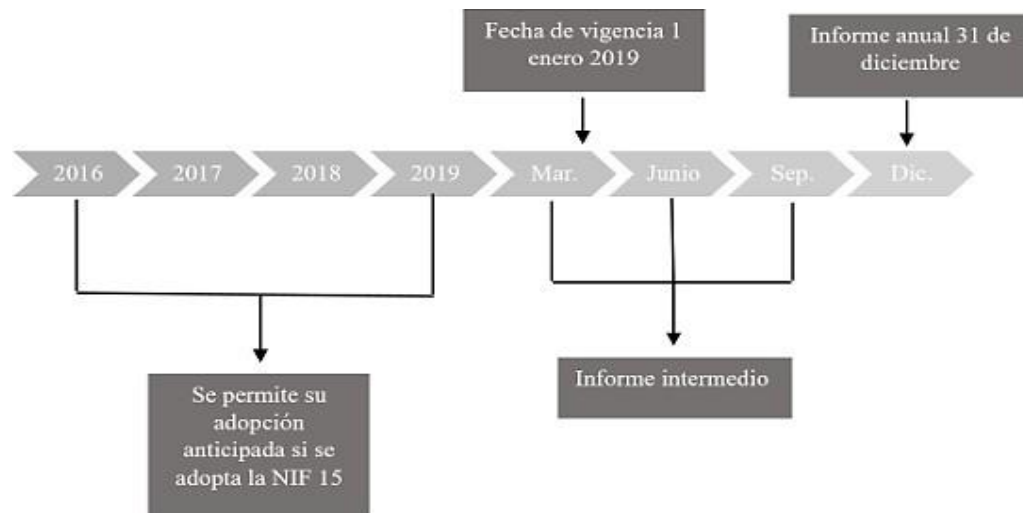 Fecha de vigencia 1
enero 2019
Informe anual 31 de
diciembre
2016
2017
2018
2019
Mar.
Junio
Sep.
Dic.
Se permite su
adopción
anticipada si se
adopta la NIF 15
Informe intermedio